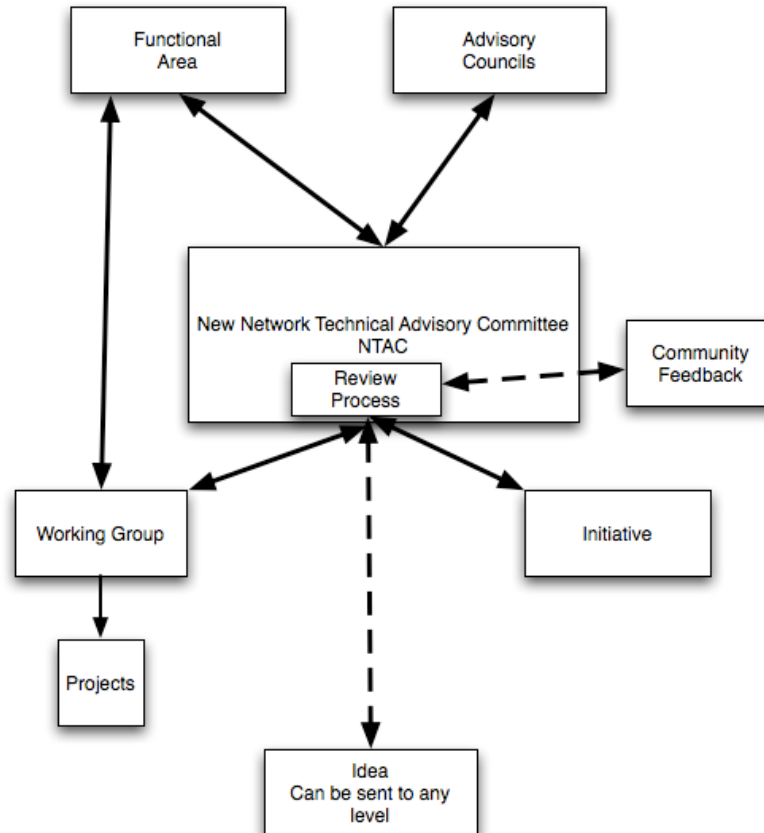 Functional
Area
Advisory
Councils
New Network Technical Advisory Committee
NTAC
Review
Process
Community
Feedback
Working Group
Initiative
Projects
Idea
Can be sent to any
level